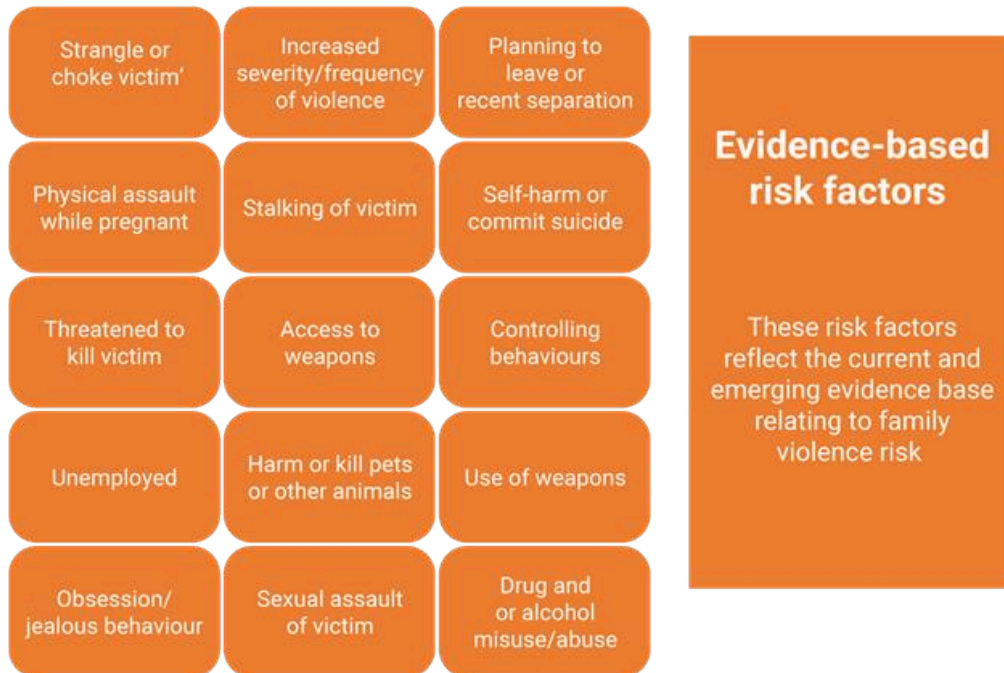 Strangle or
choke victim’
Increased
severity/frequency
of violence
Planning to
leave or
recent separation
Physical assault
while pregnant
Stalking of victim
Self-harm or
commit suicide
Threatened to
kill victim
Access to
weapons
Controlling
behaviours
Unemployed
Harm or kill pets
or other animals
Use of weapons
Obsession/
jealous behaviour
Sexual assault
of victim
Drug and
or alcohol
misuse/abuse
Evidence-based
risk factors
These risk factors
reflect the current and
emerging evidence base
relating to family
violence risk